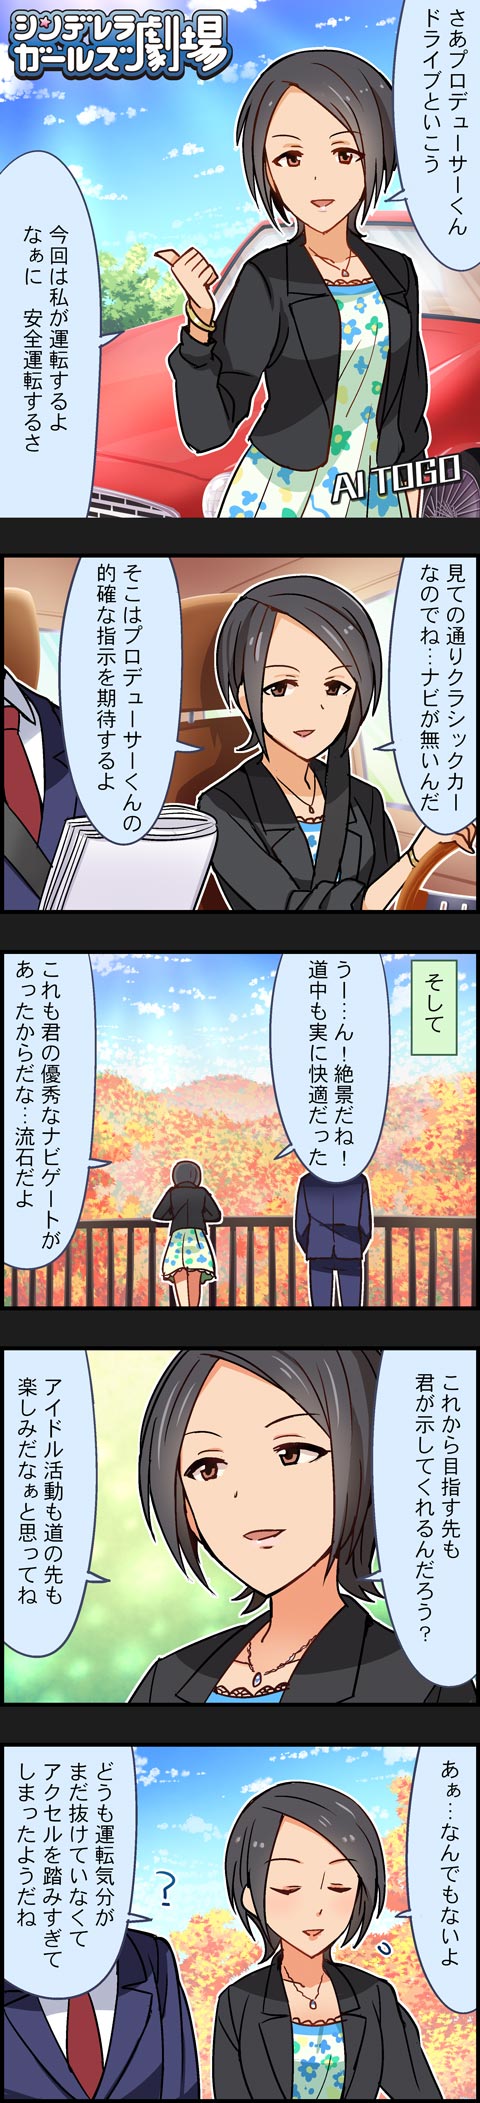 シンデレラ
ガールズ劇場
さあプロデューサーくん
ドライブといこう
今回は私が運転するよ
なぁに　安全運転するさ
AI TOGO
見ての通りクラシックカー
なのでね…ナビが無いんだ
そこはプロデューサーくんの
的確な指示を期待するよ
そして
うー…ん！絶景だね！
道中も実に快適だった
これも君の優秀なナビゲートが
あったからだな…流石だよ
これから目指す先も
君が示してくれるんだろう？
アイドル活動も道の先も
楽しみだなぁと思ってね
あぁ…なんでもないよ
どうも運転気分が
まだ抜けていなくて
アクセルを踏みすぎて
しまったようだね
?